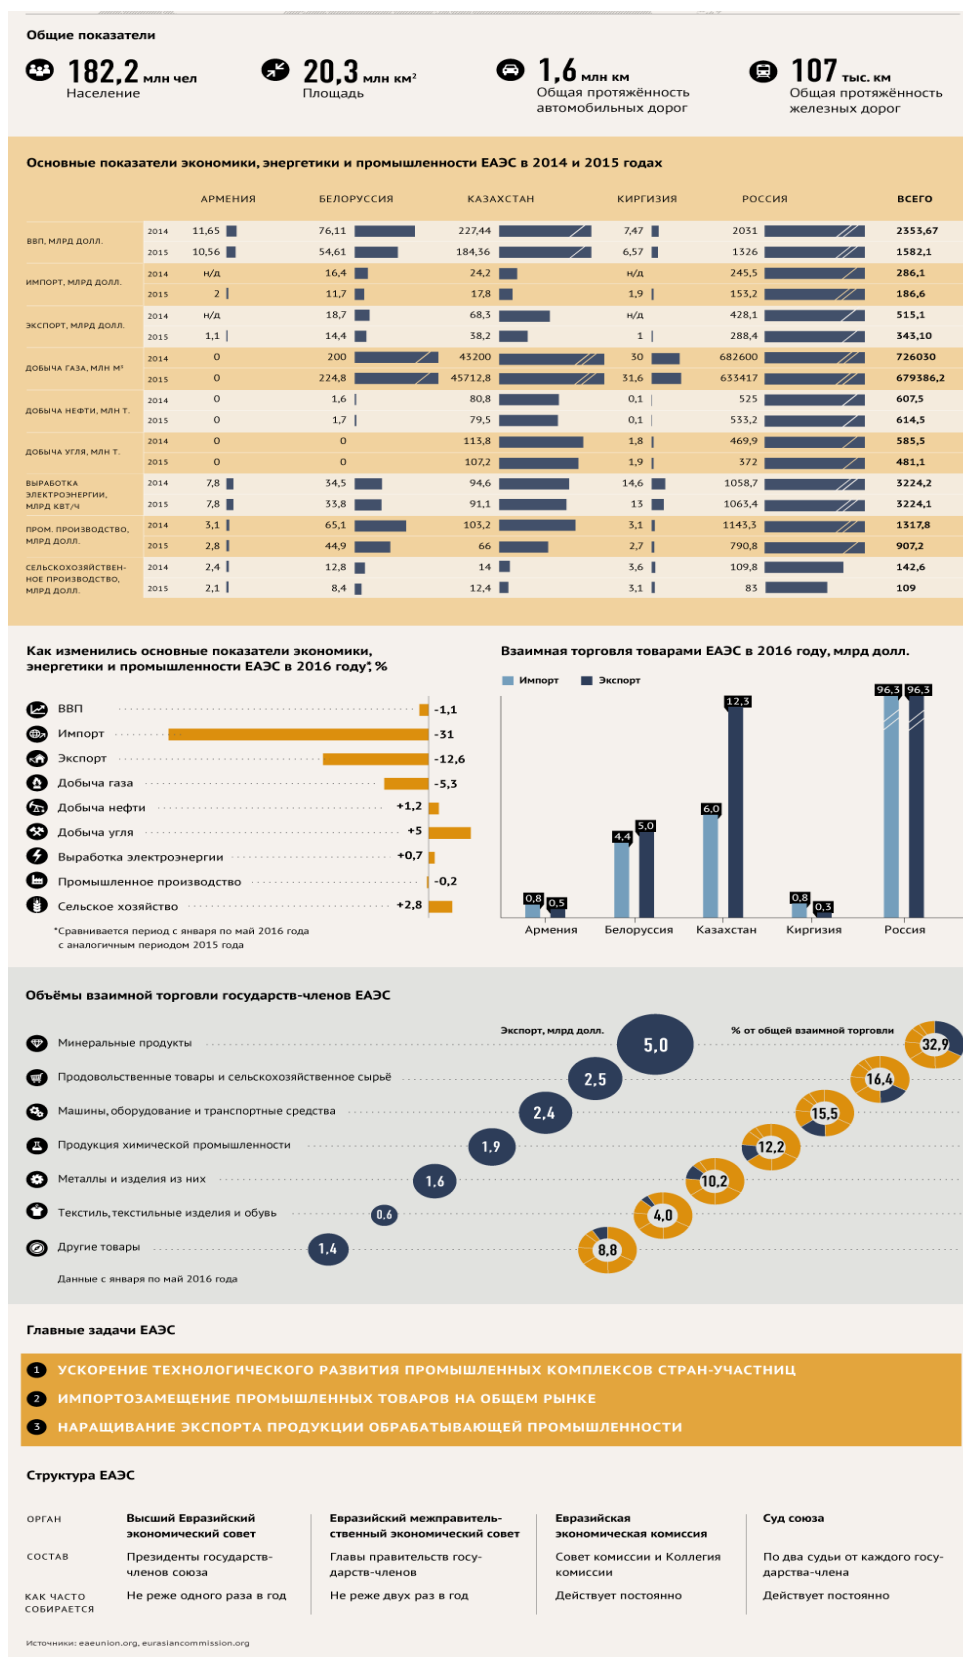 Общие показатели
182,2 млн чел
Население
20,3 млн км²
Площадь
1,6 млн км
Общая протяжённость
автомобильных дорог
107 тыс. км
Общая протяжённость
железных дорог
Основные показатели экономики, энергетики и промышленности ЕАЭС в 2014 и 2015 годах
АРМЕНИЯ БЕЛОРУССИЯ КАЗАХСТАН КИРГИЗИЯ РОССИЯ ВСЕГО
ВВП, МЛРД ДОЛЛ.
2014 11,65 76,11 227,44 7,47 2031 2353,67
2015 10,56 54,61 184,36 6,57 1326 1582,1
ИМПОРТ, МЛРД ДОЛЛ.
2014 н/д 16,4 24,2 н/д 245,5 286,1
2015 2 11,7 17,8 1,9 153,2 186,6
ЭКСПОРТ, МЛРД ДОЛЛ.
2014 н/д 18,7 68,3 н/д 428,1 515,1
2015 1,1 14,4 38,2 1 288,4 343,10
ДОБЫЧА ГАЗА, МЛН М³
2014 0 200 43200 30 682600 726030
2015 0 224,8 45712,8 31,6 633417 679386,2
ДОБЫЧА НЕФТИ, МЛН Т.
2014 0 1,6 80,8 0,1 525 607,5
2015 0 1,7 79,5 0,1 533,2 614,5
ДОБЫЧА УГЛЯ, МЛН Т.
2014 0 0 113,8 1,8 469,9 585,5
2015 0 0 107,2 1,9 372 481,1
ВЫРАБОТКА
ЭЛЕКТРОЭНЕРГИИ,
МЛРД КВТ/Ч
2014 7,8 34,5 94,6 14,6 1058,7 3224,2
2015 7,8 33,8 91,1 13 1063,4 3224,1
ПРОМ. ПРОИЗВОДСТВО,
МЛРД ДОЛЛ.
2014 3,1 65,1 103,2 3,1 1143,3 1317,8
2015 2,8 44,9 66 2,7 790,8 907,2
СЕЛЬСКОХОЗЯЙСТВЕН-
НОЕ ПРОИЗВОДСТВО,
МЛРД ДОЛЛ.
2014 2,4 12,8 14 3,6 109,8 142,6
2015 2,1 8,4 12,4 3,1 83 109
Как изменились основные показатели экономики,
энергетики и промышленности ЕАЭС в 2016 году*, %
ВВП -1,1
Импорт -31
Экспорт -12,6
Добыча газа -5,3
Добыча нефти +1,2
Добыча угля +5
Выработка электроэнергии +0,7
Промышленное производство -0,2
Сельское хозяйство +2,8
*Сравнивается период с января по май 2016 года
с аналогичным периодом 2015 года
Взаимная торговля товарами ЕАЭС в 2016 году, млрд долл.
Импорт Экспорт
96,3 96,3
12,3
6,0
4,4 5,0
0,8 0,5
0,8 0,3
Армения Белоруссия Казахстан Киргизия Россия
Объёмы взаимной торговли государств-членов ЕАЭС
Экспорт, млрд долл. % от общей взаимной торговли
Минеральные продукты 5,0 32,9
Продовольственные товары и сельскохозяйственное сырьё 2,5 16,4
Машины, оборудование и транспортные средства 2,4 15,5
Продукция химической промышленности 1,9 12,2
Металлы и изделия из них 1,6 10,2
Текстиль, текстильные изделия и обувь 0,6 4,0
Другие товары 1,4 8,8
Данные с января по май 2016 года
Главные задачи ЕАЭС
1 УСКОРЕНИЕ ТЕХНОЛОГИЧЕСКОГО РАЗВИТИЯ ПРОМЫШЛЕННЫХ КОМПЛЕКСОВ СТРАН-УЧАСТНИЦ
2 ИМПОРТОЗАМЕЩЕНИЕ ПРОМЫШЛЕННЫХ ТОВАРОВ НА ОБЩЕМ РЫНКЕ
3 НАРАЩИВАНИЕ ЭКСПОРТА ПРОДУКЦИИ ОБРАБАТЫВАЮЩЕЙ ПРОМЫШЛЕННОСТИ
Структура ЕАЭС
ОРГАН
СОСТАВ
КАК ЧАСТО
СОБИРАЕТСЯ
Высший Евразийский
экономический совет
Президенты государств-
членов союза
Не реже одного раза в год
Евразийский межправитель-
ственный экономический совет
Главы правительств госу-
дарств-членов
Не реже двух раз в год
Евразийская
экономическая комиссия
Совет комиссии и Коллегия
комиссии
Действует постоянно
Суд союза
По два судьи от каждого госу-
дарства-члена
Действует постоянно
Источники: eaeunion.org, eurasiancommission.org